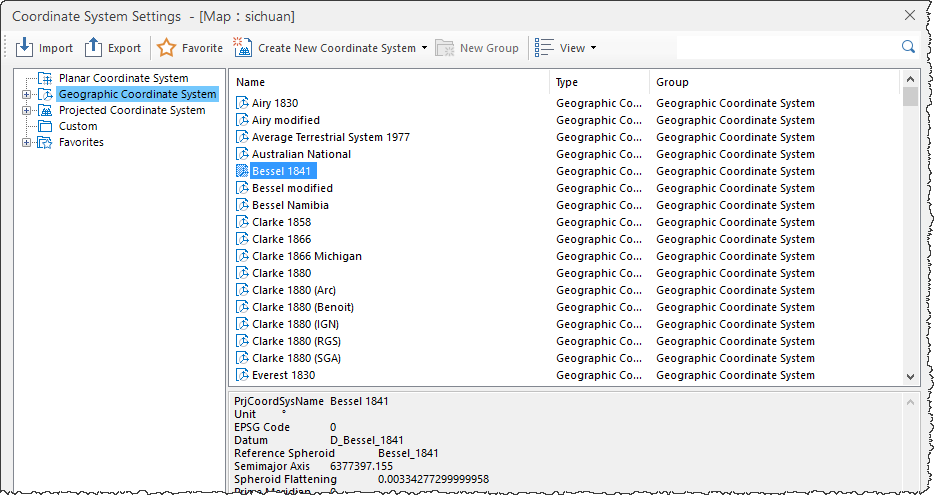 Coordinate System Settings - [Map : sichuan]
Import Export Favorite Create New Coordinate System New Group View
Planar Coordinate System
Geographic Coordinate System
Projected Coordinate System
Custom
Favorites
Name Type Group
Airy 1830 Geographic Co... Geographic Coordinate System
Airy modified Geographic Co... Geographic Coordinate System
Average Terrestrial System 1977 Geographic Co... Geographic Coordinate System
Australian National Geographic Co... Geographic Coordinate System
Bessel 1841 Geographic Co... Geographic Coordinate System
Bessel modified Geographic Co... Geographic Coordinate System
Bessel Namibia Geographic Co... Geographic Coordinate System
Clarke 1858 Geographic Co... Geographic Coordinate System
Clarke 1866 Geographic Co... Geographic Coordinate System
Clarke 1866 Michigan Geographic Co... Geographic Coordinate System
Clarke 1880 Geographic Co... Geographic Coordinate System
Clarke 1880 (Arc) Geographic Co... Geographic Coordinate System
Clarke 1880 (Benoit) Geographic Co... Geographic Coordinate System
Clarke 1880 (IGN) Geographic Co... Geographic Coordinate System
Clarke 1880 (RGS) Geographic Co... Geographic Coordinate System
Clarke 1880 (SGA) Geographic Co... Geographic Coordinate System
Everest 1830 Geographic Co... Geographic Coordinate System
PrjCoordSysName Bessel 1841
Unit °
EPSG Code 0
Datum D_Bessel_1841
Reference Spheroid Bessel_1841
Semimajor Axis 6377397.155
Spheroid Flattening 0.00334277299999958